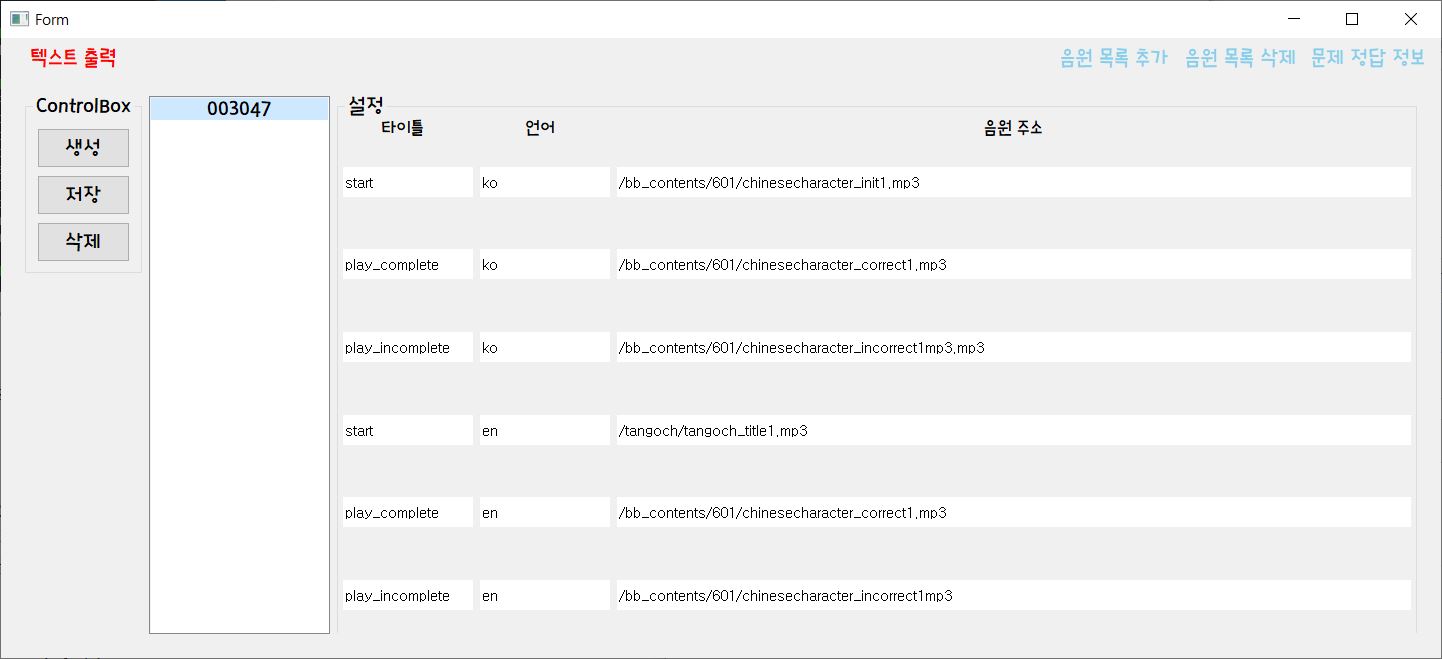 Form
텍스트 출력 음원 목록 추가 음원 목록 삭제 문제 정답 정보
ControlBox
생성
저장
삭제
003047
설정
타이틀 언어 음원 주소
start ko /bb_contents/601/chinesecharacter_init1.mp3
play_complete ko /bb_contents/601/chinesecharacter_correct1.mp3
play_incomplete ko /bb_contents/601/chinesecharacter_incorrect1mp3.mp3
start en /tangoch/tangoch_title1.mp3
play_complete en /bb_contents/601/chinesecharacter_correct1.mp3
play_incomplete en /bb_contents/601/chinesecharacter_incorrect1mp3